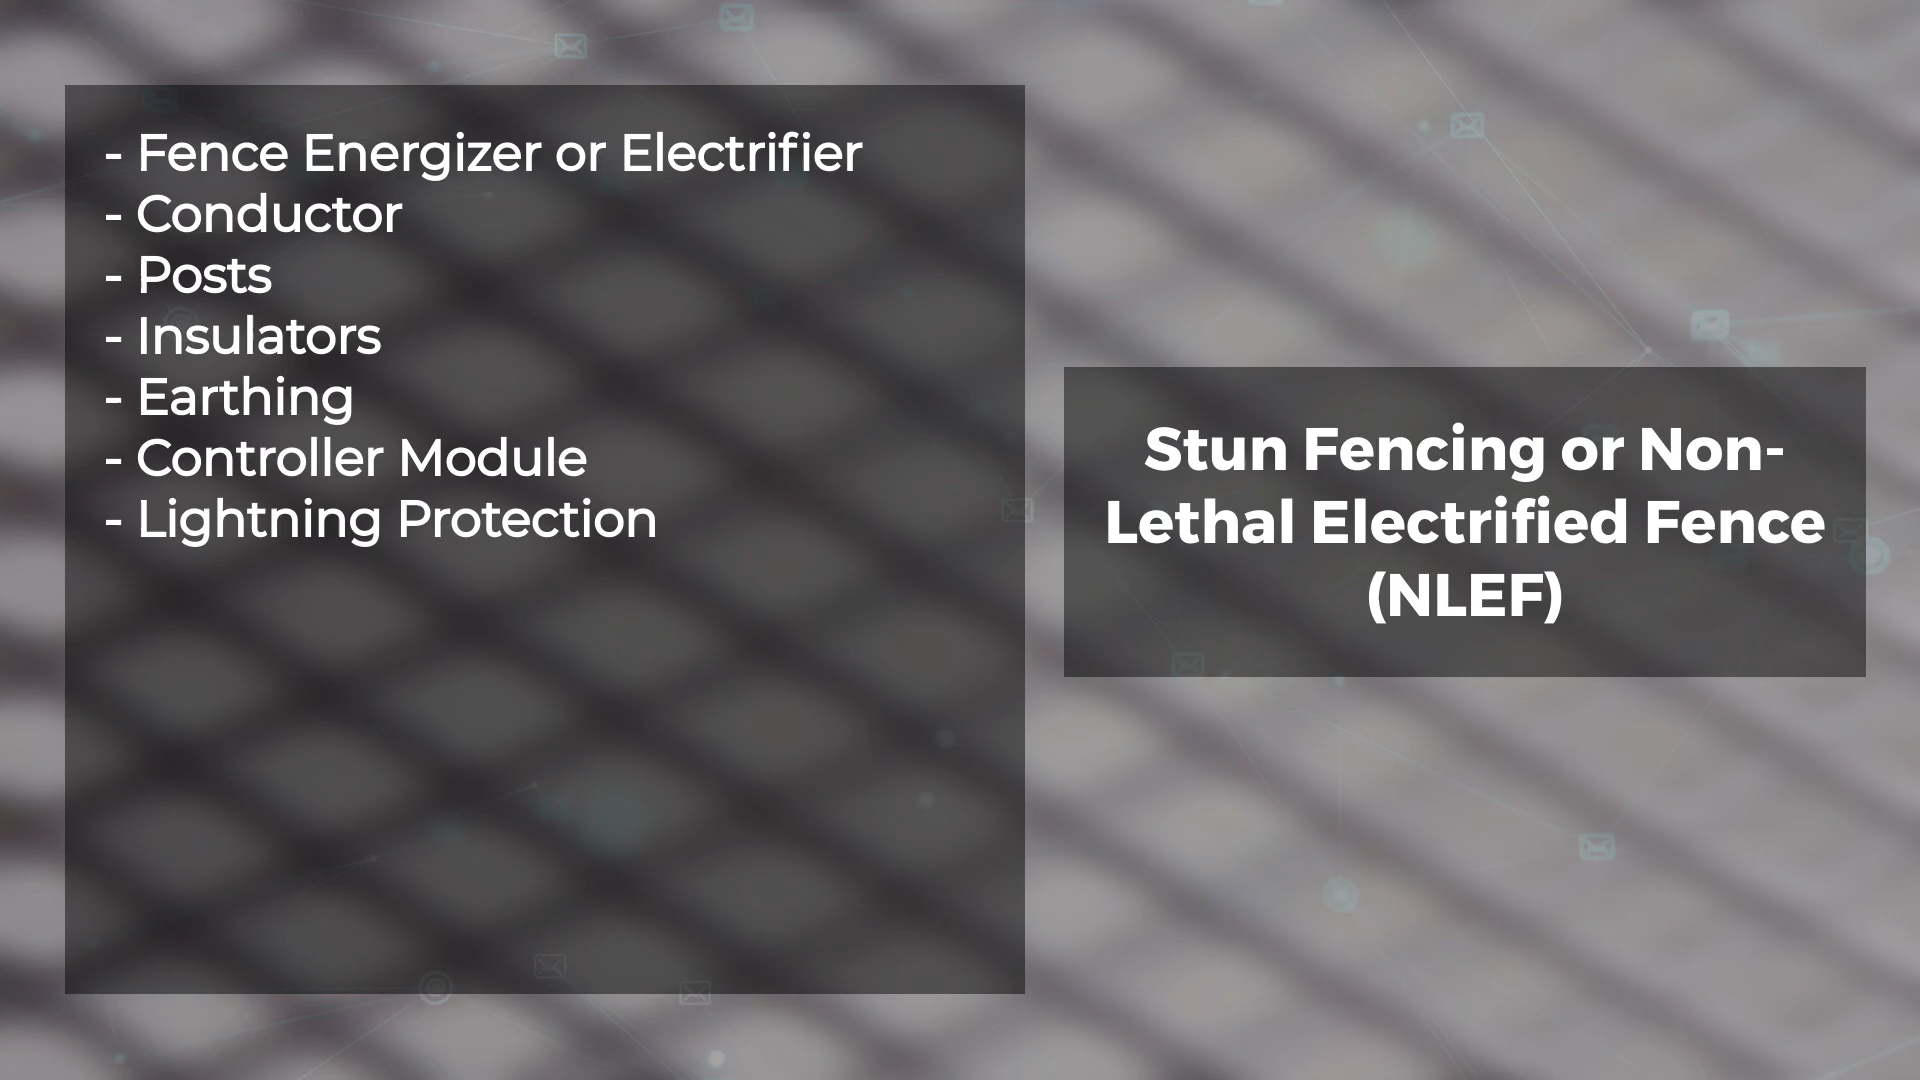 - Fence Energizer or Electrifier
- Conductor
- Posts
- Insulators
- Earthing
- Controller Module
- Lightning Protection
Stun Fencing or Non-
Lethal Electrified Fence
(NLEF)